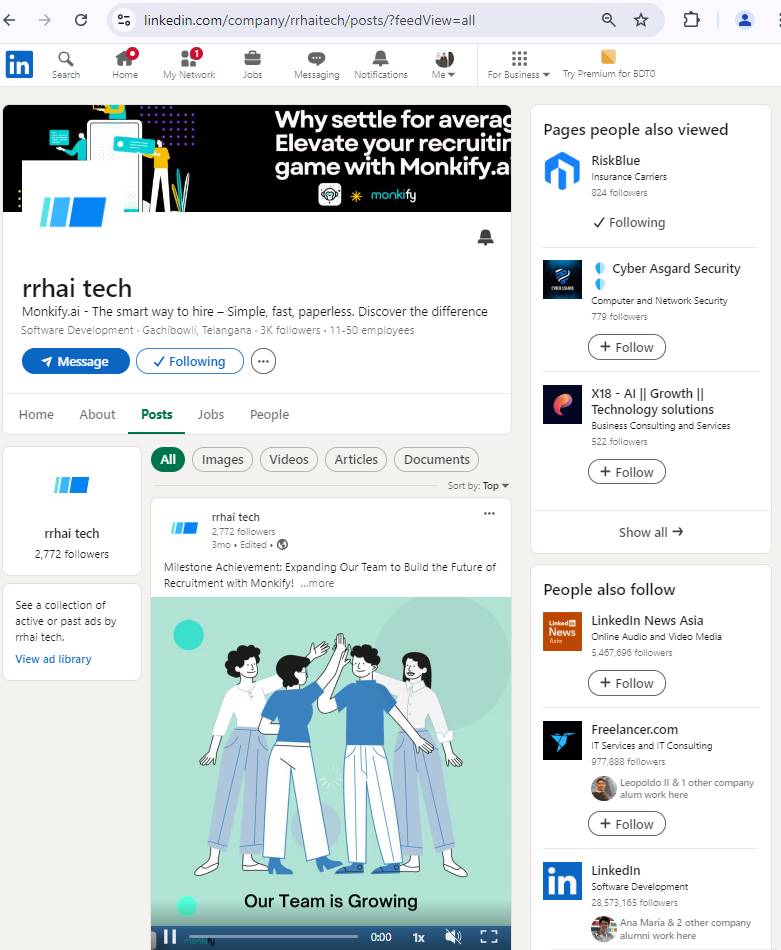 linkedin.com/company/rrhaitech/posts/?feedView=all
in
Search
Home
1
My Network
Jobs
Messaging
Notifications
Me
For Business
Try Premium for BDT0
Why settle for averag
Elevate your recruitin
game with Monkify.ai
monkify
rrhai tech
Monkify.ai - The smart way to hire – Simple, fast, paperless. Discover the difference
Software Development · Gachibowli, Telangana · 3K followers · 11-50 employees
Message
Following
Home
About
Posts
Jobs
People
rrhai tech
2,772 followers
See a collection of
active or past ads by
rrhai tech.
View ad library
All
Images
Videos
Articles
Documents
Sort by: Top
rrhai tech
2,772 followers
3mo • Edited •
Milestone Achievement: Expanding Our Team to Build the Future of
Recruitment with Monkify! ...more
Our Team is Growing
0:00
1x
Pages people also viewed
RiskBlue
Insurance Carriers
824 followers
Following
Cyber Asgard Security
Computer and Network Security
779 followers
+ Follow
X18 - AI || Growth ||
Technology solutions
Business Consulting and Services
522 followers
+ Follow
Show all →
People also follow
Linked in
News
Asia
LinkedIn News Asia
Online Audio and Video Media
5,467,696 followers
+ Follow
Freelancer.com
IT Services and IT Consulting
977,888 followers
Leopoldo II & 1 other company
alum work here
+ Follow
in
LinkedIn
Software Development
28,573,165 followers
Ana María & 2 other company
alumni work here